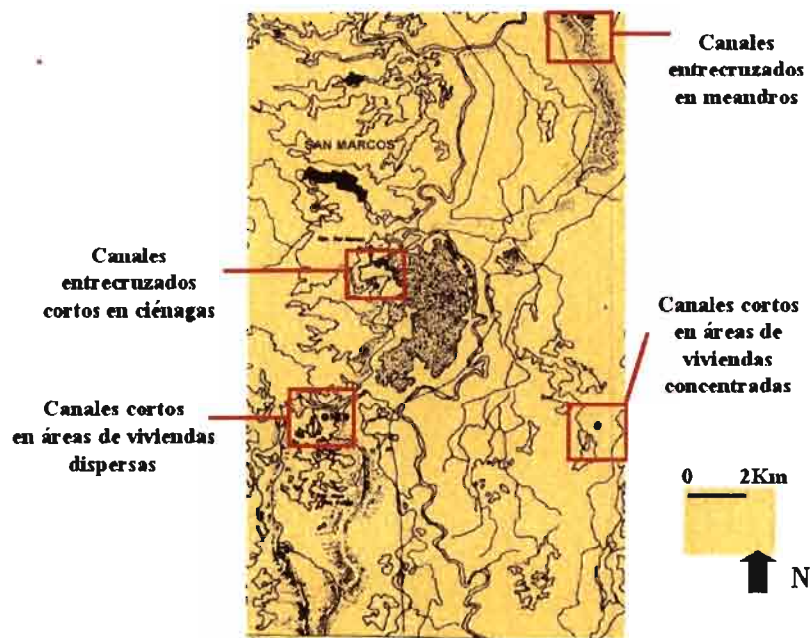 Canales
entrecruzados
en meandros
SAN MARCOS
Canales
entrecruzados
cortos en ciénagas
Canales cortos
en áreas de
viviendas
concentradas
Canales cortos
en áreas de viviendas
dispersas
0 2Km
N